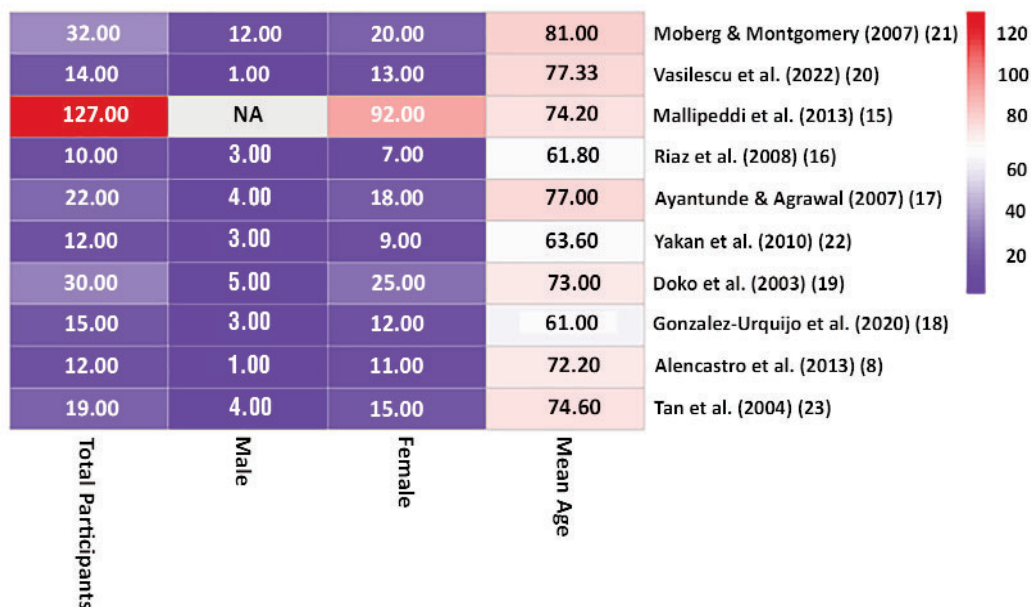 32.00 12.00 20.00 81.00 Moberg & Montgomery (2007) (21)
14.00 1.00 13.00 77.33 Vasilescu et al. (2022) (20)
127.00 NA 92.00 74.20 Mallipeddi et al. (2013) (15)
10.00 3.00 7.00 61.80 Riaz et al. (2008) (16)
22.00 4.00 18.00 77.00 Ayantunde & Agrawal (2007) (17)
12.00 3.00 9.00 63.60 Yakan et al. (2010) (22)
30.00 5.00 25.00 73.00 Doko et al. (2003) (19)
15.00 3.00 12.00 61.00 Gonzalez-Urquijo et al. (2020) (18)
12.00 1.00 11.00 72.20 Alencastro et al. (2013) (8)
19.00 4.00 15.00 74.60 Tan et al. (2004) (23)
Total Participants
Male
Female
Mean Age
120
100
80
60
40
20